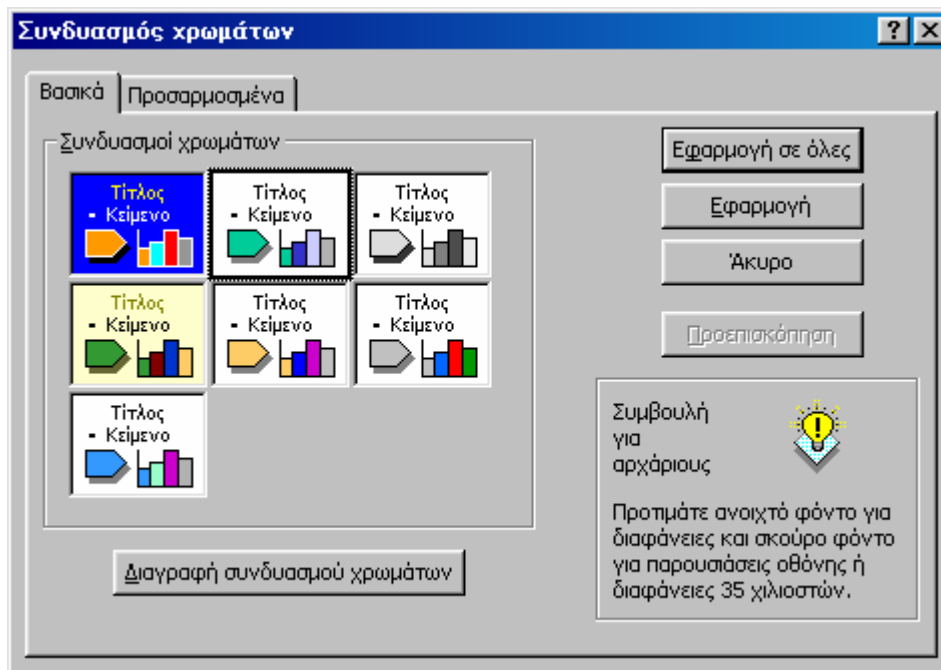 Συνδυασμός χρωμάτων
Βασικά Προσαρμοσμένα
Συνδυασμοί χρωμάτων
Τίτλος
- Κείμενο
Τίτλος
- Κείμενο
Τίτλος
- Κείμενο
Τίτλος
- Κείμενο
Τίτλος
- Κείμενο
Τίτλος
- Κείμενο
Τίτλος
- Κείμενο
Διαγραφή συνδυασμού χρωμάτων
Εφαρμογή σε όλες
Εφαρμογή
Άκυρο
Προεπισκόπηση
Συμβουλή
για
αρχάριους
Προτιμάτε ανοιχτό φόντο για
διαφάνειες και σκούρο φόντο
για παρουσιάσεις οθόνης ή
διαφάνειες 35 χιλιοστών.